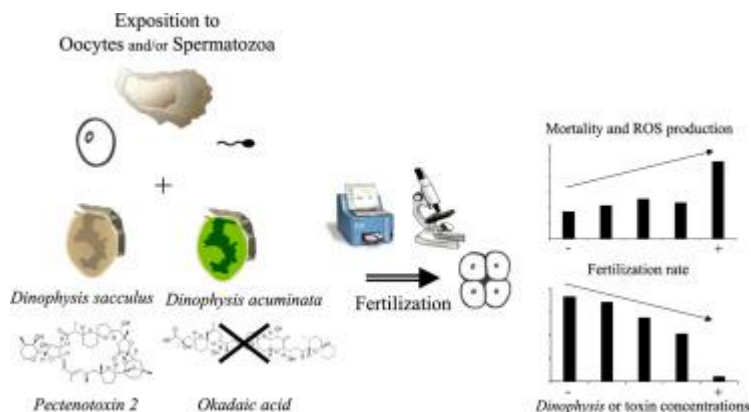 Exposition to
Oocytes and/or Spermatozoa
+
Dinophysis sacculus
Dinophysis acuminata
Pectenotoxin 2
Okadaic acid
Fertilization
Mortality and ROS production
- +
Fertilization rate
- +
Dinophysis or toxin concentrations